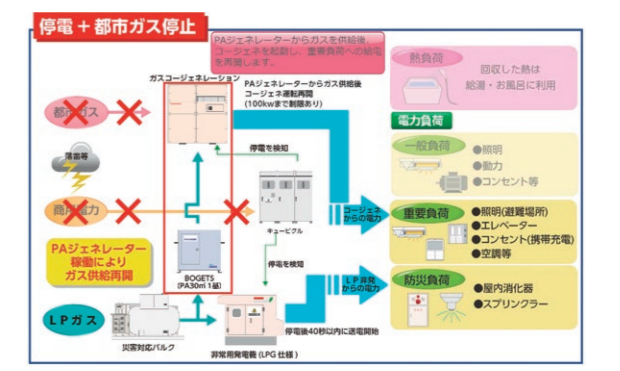 停電 + 都市ガス停止
PAジェネレーターからガスを供給後、
コージェネを起動し、重要負荷への給電
を再開します。
ガスコージェネレーション
PAジェネレーターからガス供給後
コージェネ運転再開
(100kwまで制限あり)
熱負荷
回収した熱は
給湯・お風呂に利用
都市ガス
電力負荷
落雷等
停電を検知
一般負荷
●照明
●動力
●コンセント等
商用電力
キュービクル
コージェネ
からの電力
重要負荷
●照明(避難場所)
●エレベーター
●コンセント(携帯充電)
●空調等
PAジェネレーター
稼働により
ガス供給再開
BOGETS
(PA30㎥ 1基)
停電を検知
LP非発
からの電力
防災負荷
●屋内消化器
●スプリンクラー
LPガス
災害対応バルク
非常用発電機(LPG 仕様)
停電後40秒以内に送電開始